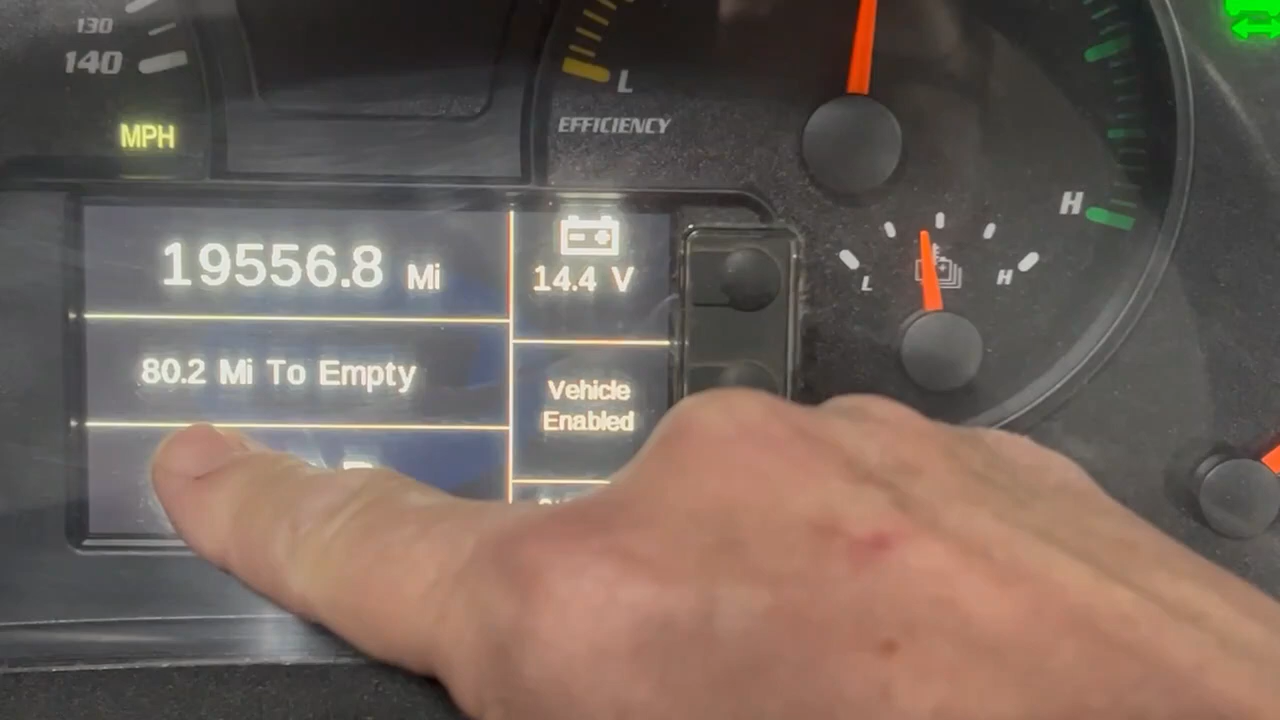 130
140
MPH
L
EFFICIENCY
H
L
H
19556.8 Mi
14.4 V
80.2 Mi To Empty
Vehicle
Enabled